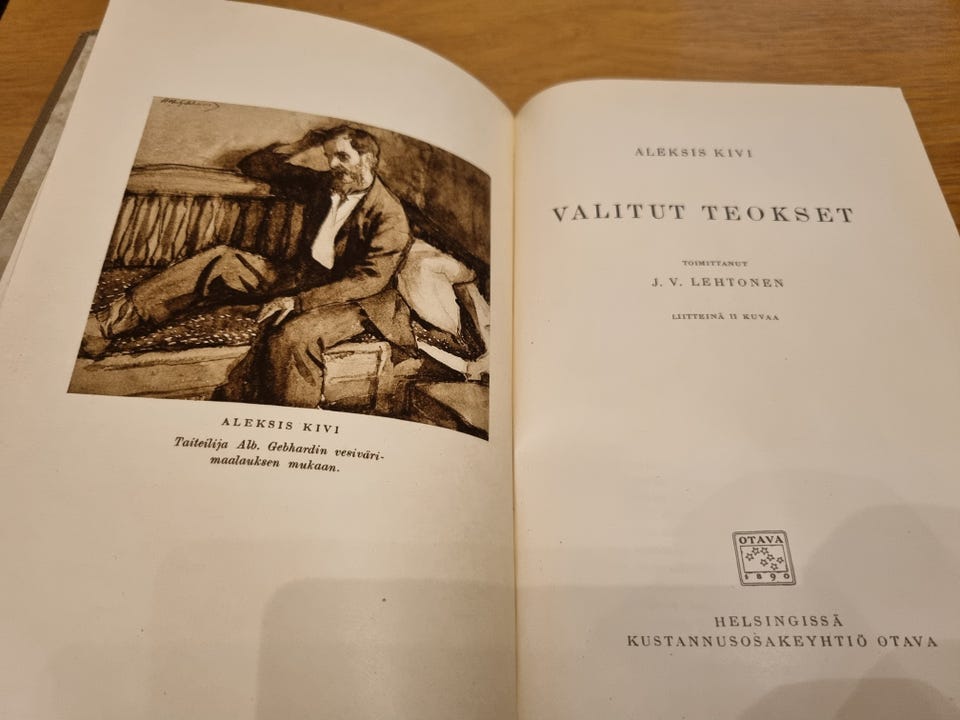 ALEKSIS KIVI
Taiteilija Alb. Gebhardin vesiväri-
maalauksen mukaan.
ALEKSIS KIVI
VALITUT TEOKSET
TOIMITTANUT
J. V. LEHTONEN
LIITTEINÄ 11 KUVAA
OTAVA
1890
HELSINGISSÄ
KUSTANNUSOSAKEYHTIÖ OTAVA